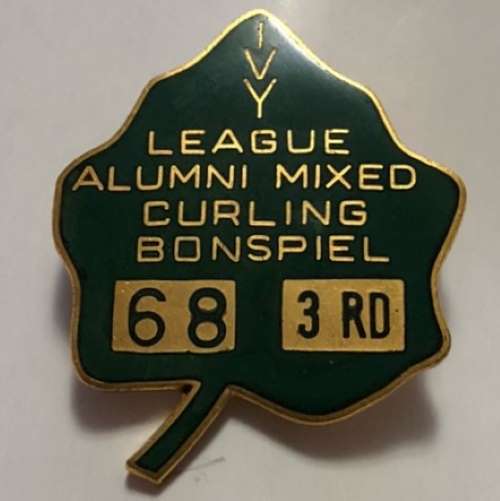 IVY
LEAGUE
ALUMNI MIXED
CURLING
BONSPIEL
68 3 RD